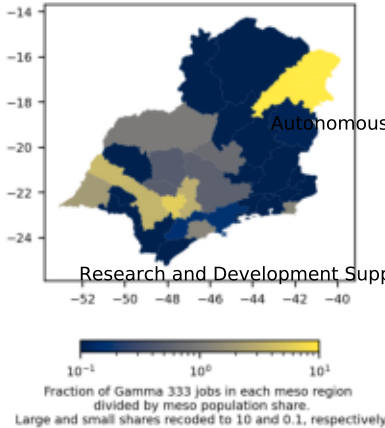 −14
−16
−18
Autonomous
−20
−22
−24
Research and Development Supp
−52 −50 −48 −46 −44 −42 −40
10⁻¹ 10⁰ 10¹
Fraction of Gamma 333 jobs in each meso region
divided by meso population share.
Large and small shares recoded to 10 and 0.1, respectively